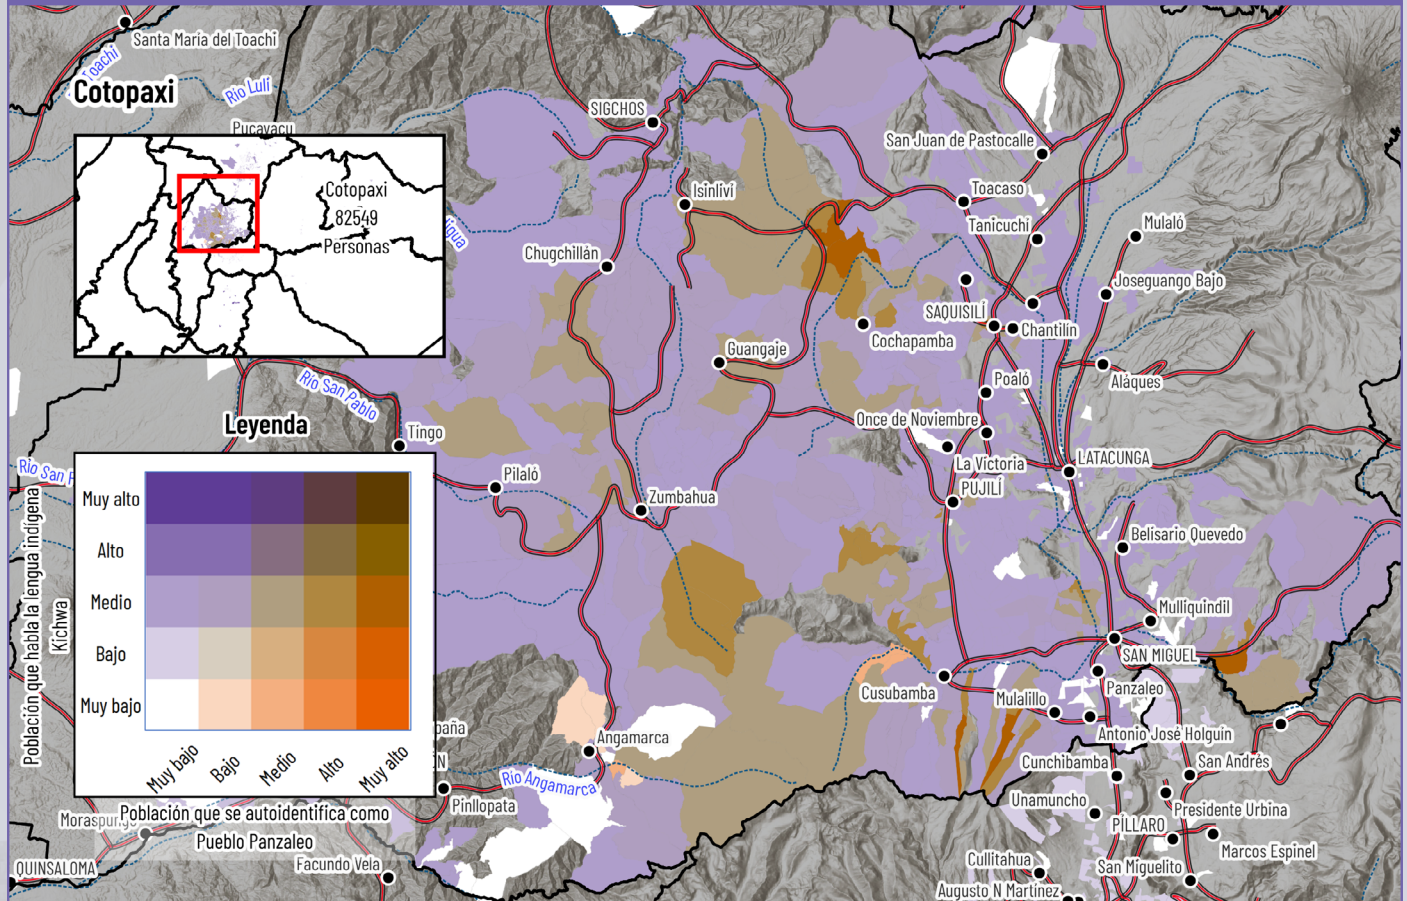 Santa María del Toachi
Toachi
Cotopaxi
Río Lulí
Pucayacu
SIGCHOS
San Juan de Pastocalle
Isinliví
Toacaso
Tanicuchí
Mulaló
Cotopaxi
82549
Personas
Chugchillán
Joseguango Bajo
SAQUISILÍ
Chantilín
Cochapamba
Guangaje
Aláques
Río San Pablo
Poaló
Leyenda
Once de Noviembre
Tingo
La Victoria
LATACUNGA
Río San P
Pilaló
PUJILÍ
Zumbahua
Belisario Quevedo
Muy alto
Alto
Medio
Bajo
Muy bajo
Población que habla la lengua indígena
Kichwa
Muy bajo
Bajo
Medio
Alto
Muy alto
Población que se autoidentifica como
Pueblo Panzaleo
Mulliquindil
SAN MIGUEL
Cusubamba
Panzaleo
Mulalillo
Antonio José Holguín
paña
N
Angamarca
Río Angamarca
Cunchibamba
San Andrés
Pinllopata
Unamuncho
Presidente Urbina
PÍLLARO
Marcos Espinel
Moraspungo
QUINSALOMA
Facundo Vela
Cullitahua
San Miguelito
Augusto N Martínez